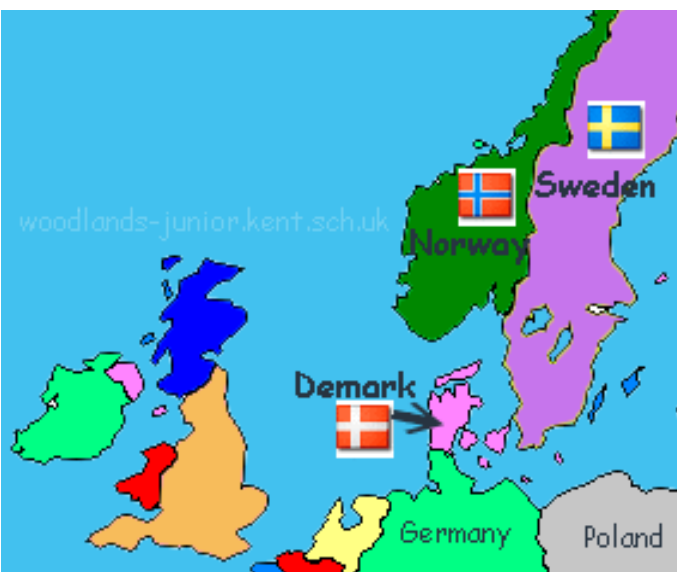 Sweden
woodlands-junior.kent.sch.uk
Norway
Demark
Germany
Poland